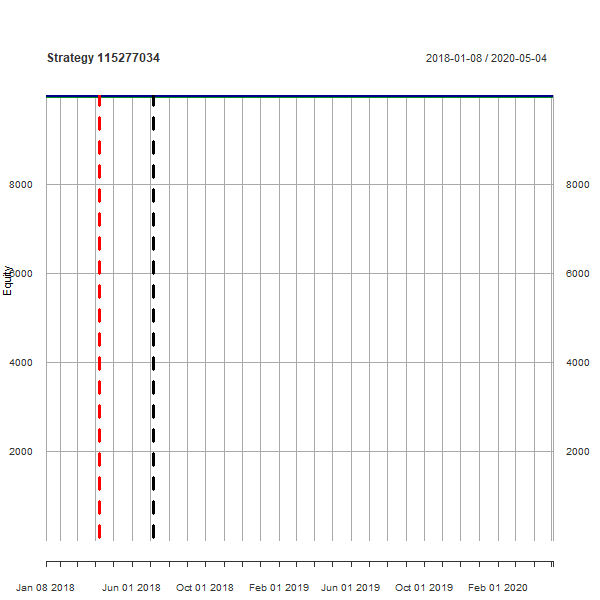 Strategy 115277034
2018-01-08 / 2020-05-04
8000
8000
Equity
6000
6000
4000
4000
2000
2000
Jan 08 2018
Jun 01 2018
Oct 01 2018
Feb 01 2019
Jun 01 2019
Oct 01 2019
Feb 01 2020